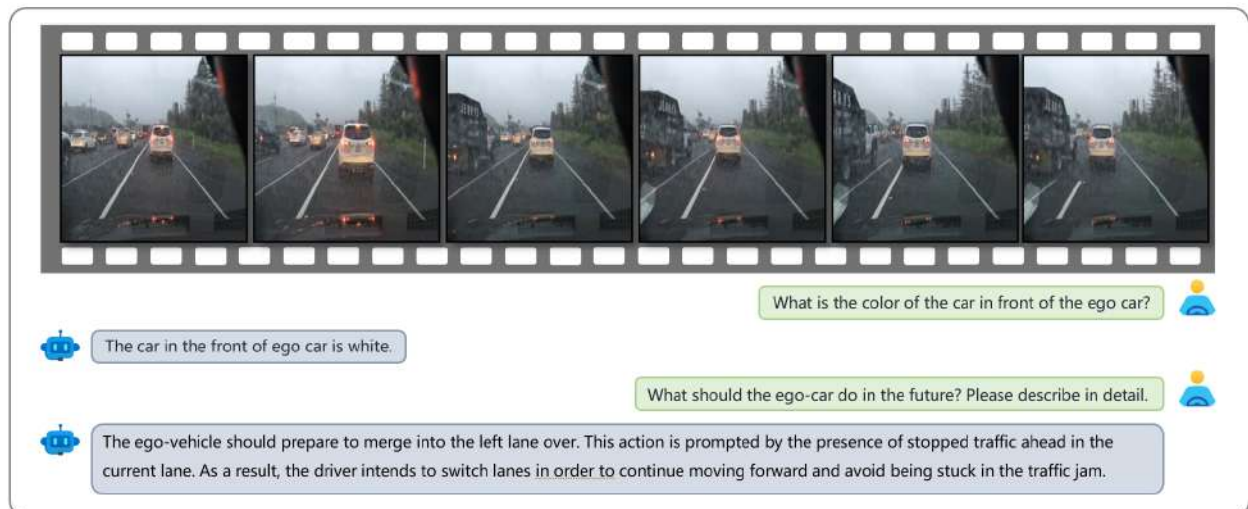 What is the color of the car in front of the ego car?
The car in the front of ego car is white.
What should the ego-car do in the future? Please describe in detail.
The ego-vehicle should prepare to merge into the left lane over. This action is prompted by the presence of stopped traffic ahead in the
current lane. As a result, the driver intends to switch lanes in order to continue moving forward and avoid being stuck in the traffic jam.